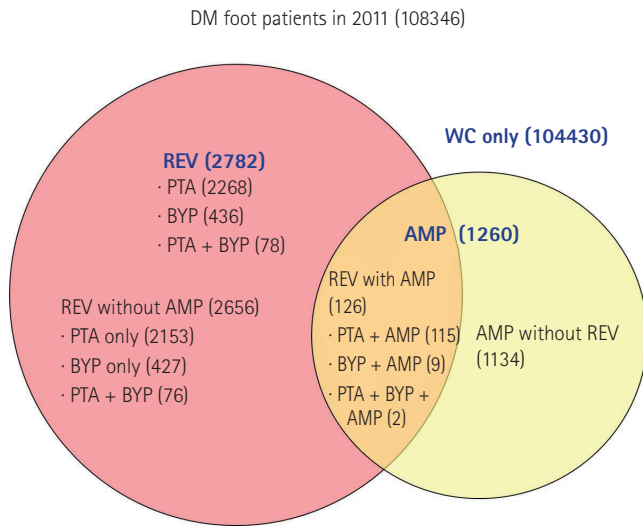 DM foot patients in 2011 (108346)
WC only (104430)
REV (2782)
· PTA (2268)
· BYP (436)
· PTA + BYP (78)
AMP (1260)
REV without AMP (2656)
· PTA only (2153)
· BYP only (427)
· PTA + BYP (76)
REV with AMP
(126)
· PTA + AMP (115)
· BYP + AMP (9)
· PTA + BYP +
AMP (2)
AMP without REV
(1134)